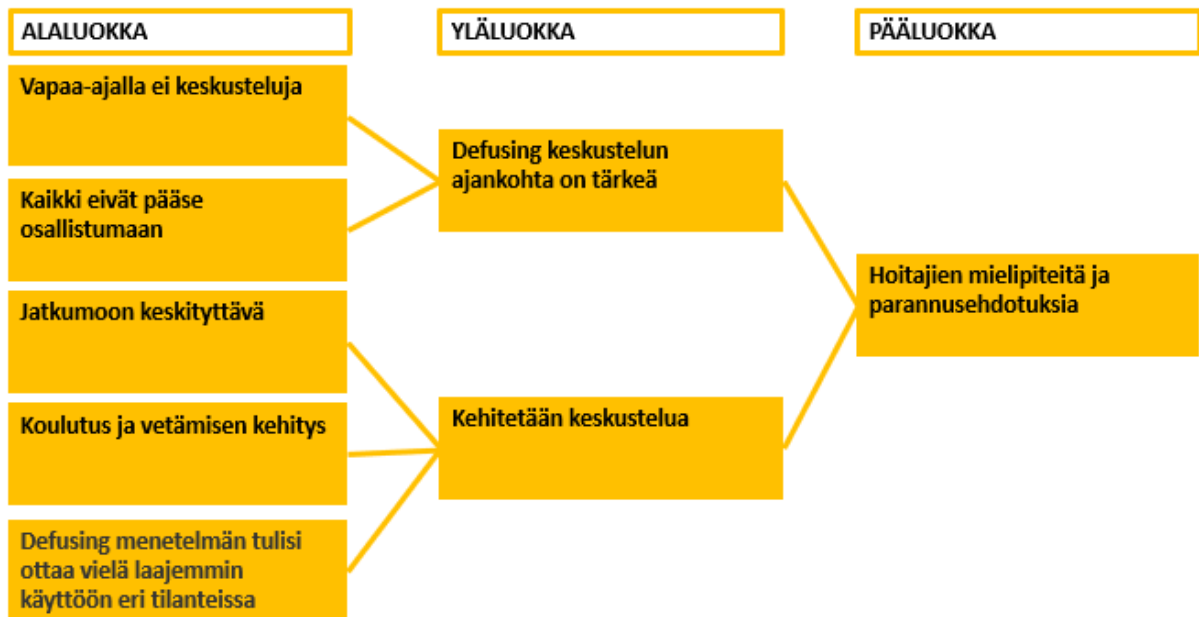 ALALUOKKA
YLÄLUOKKA
PÄÄLUOKKA
Vapaa-ajalla ei keskusteluja
Kaikki eivät pääse
osallistumaan
Jatkumoon keskityttävä
Koulutus ja vetämisen kehitys
Defusing menetelmän tulisi
ottaa vielä laajemmin
käyttöön eri tilanteissa
Defusing keskustelun
ajankohta on tärkeä
Kehitetään keskustelua
Hoitajien mielipiteitä ja
parannusehdotuksia